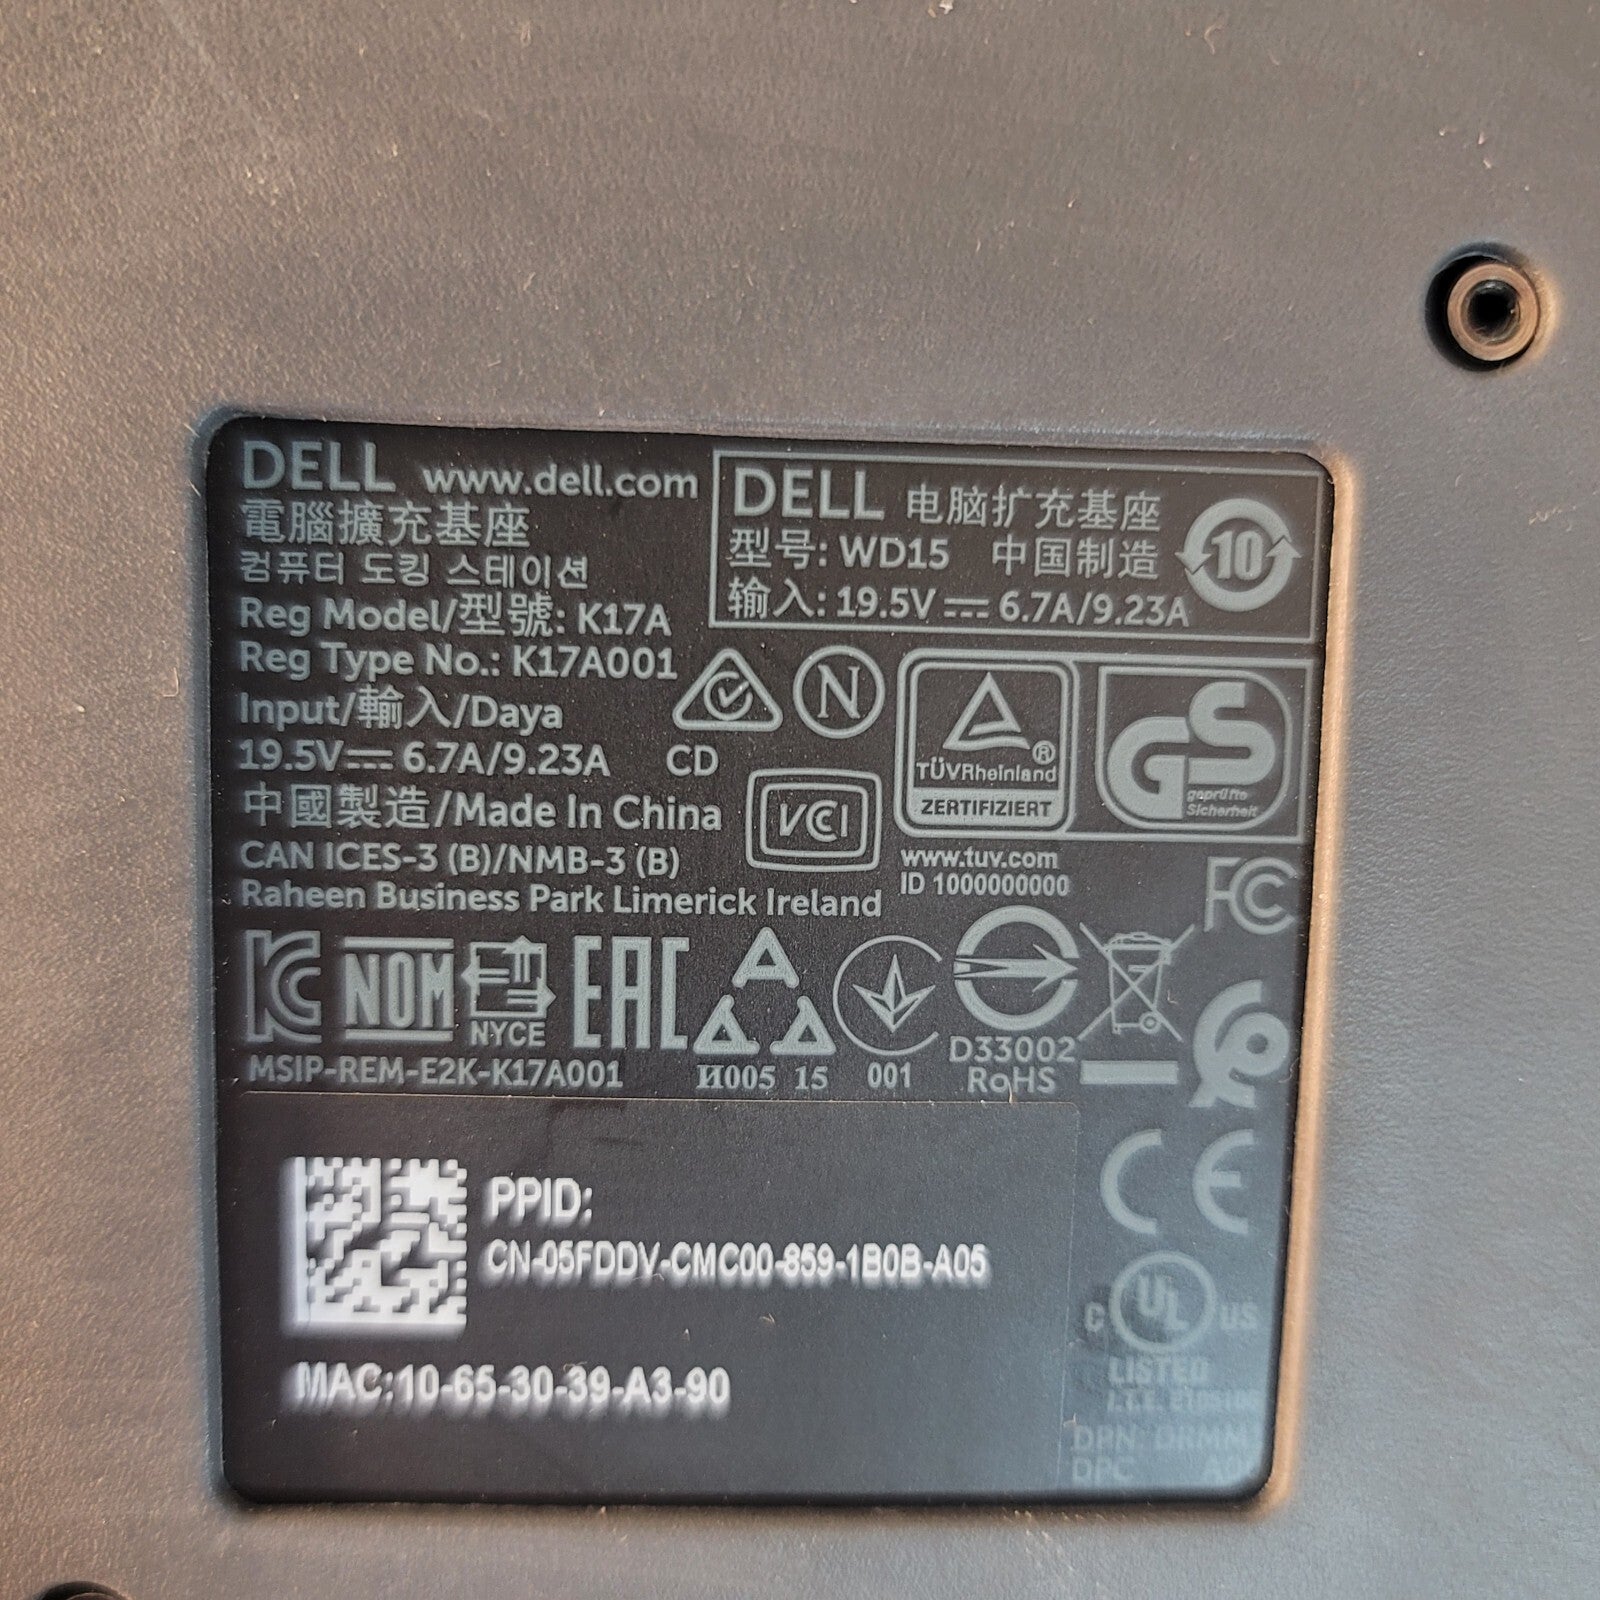 DELL www.dell.com
電腦擴充基座
컴퓨터 도킹 스테이션
Reg Model/型號: K17A
Reg Type No.: K17A001
Input/輸入/Daya
19.5V⎓ 6.7A/9.23A
CD
中國製造/Made In China
CAN ICES-3 (B)/NMB-3 (B)
Raheen Business Park Limerick Ireland
DELL 电脑扩充基座
型号: WD15 中国制造
输入: 19.5V⎓ 6.7A/9.23A
10
N
VCI
TÜVRheinland®
ZERTIFIZIERT
GS
geprüfte
Sicherheit
www.tuv.com
ID 1000000000
FC
KC NOM NYCE EAC
MSIP-REM-E2K-K17A001
И005 15
001
D33002
RoHS
CE
PPID:
CN-05FDDV-CMC00-859-1B0B-A05
MAC:10-65-30-39-A3-90
C UL US
LISTED
DPN:
DPC